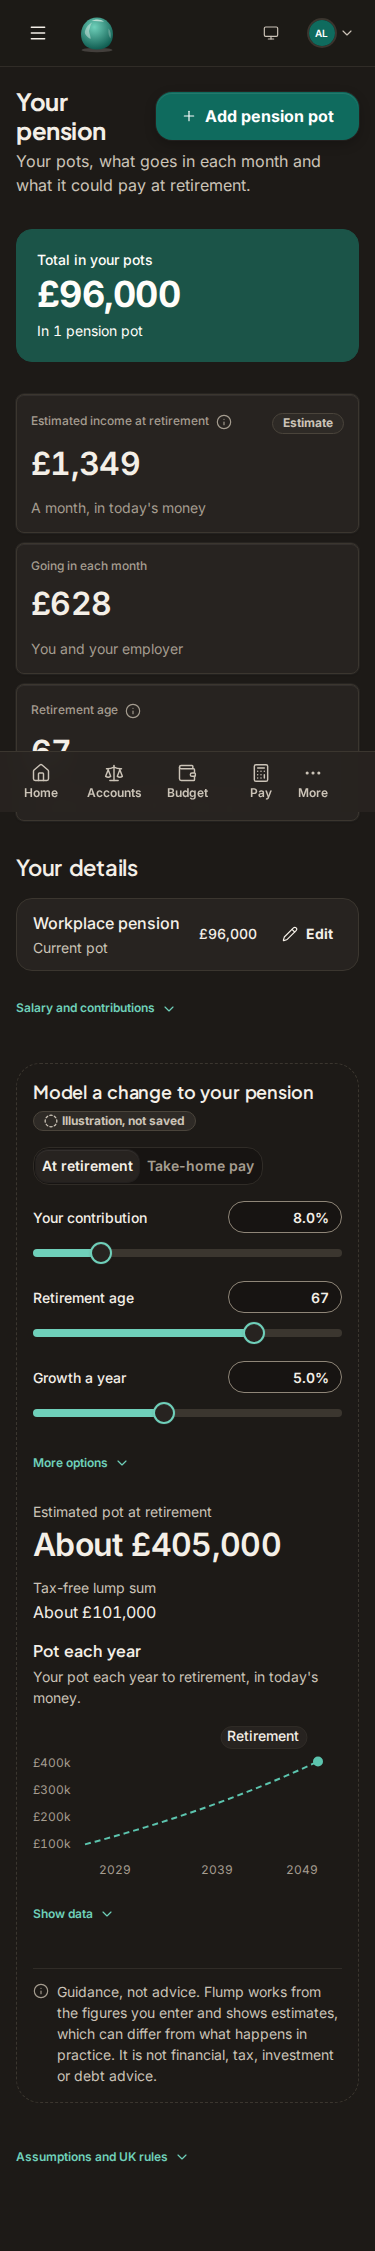 AL
Your
pension
+ Add pension pot
Your pots, what goes in each month and
what it could pay at retirement.
Total in your pots
£96,000
In 1 pension pot
Estimated income at retirement
Estimate
£1,349
A month, in today's money
Going in each month
£628
You and your employer
Retirement age
67
Home Accounts Budget Pay More
Your details
Workplace pension
Current pot
£96,000
Edit
Salary and contributions
Model a change to your pension
Illustration, not saved
At retirement Take-home pay
Your contribution 8.0%
Retirement age 67
Growth a year 5.0%
More options
Estimated pot at retirement
About £405,000
Tax-free lump sum
About £101,000
Pot each year
Your pot each year to retirement, in today's
money.
Retirement
£400k
£300k
£200k
£100k
2029 2039 2049
Show data
Guidance, not advice. Flump works from
the figures you enter and shows estimates,
which can differ from what happens in
practice. It is not financial, tax, investment
or debt advice.
Assumptions and UK rules